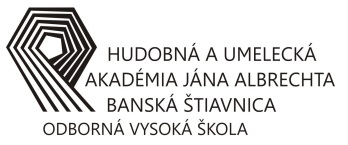 HUDOBNÁ A UMELECKÁ
AKADÉMIA JÁNA ALBRECHTA
BANSKÁ ŠTIAVNICA
ODBORNÁ VYSOKÁ ŠKOLA